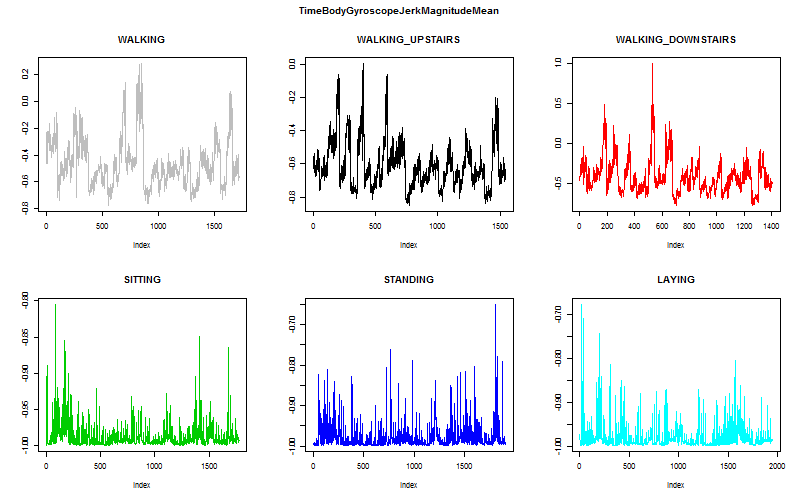 TimeBodyGyroscopeJerkMagnitudeMean
WALKING
WALKING_UPSTAIRS
WALKING_DOWNSTAIRS
0.2
0.0
-0.2
-0.4
-0.6
-0.8
0 500 1000 1500
Index
0.0
-0.2
-0.4
-0.6
-0.8
0 500 1000 1500
Index
1.0
0.5
0.0
-0.5
0 200 400 600 800 1000 1200 1400
Index
SITTING
STANDING
LAYING
-0.80
-0.85
-0.90
-0.95
-1.00
0 500 1000 1500
Index
-0.70
-0.80
-0.90
-1.00
0 500 1000 1500
Index
-0.70
-0.80
-0.90
-1.00
0 500 1000 1500 2000
Index